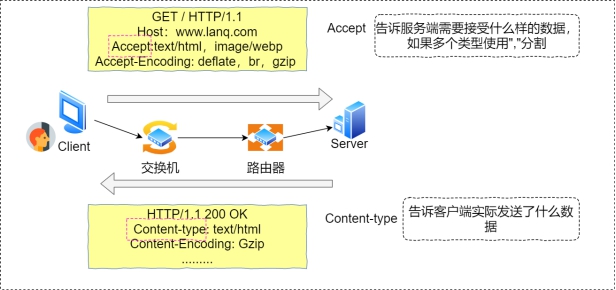 GET / HTTP/1.1
Host：www.lanq.com
Accept:text/html，image/webp
Accept-Encoding: deflate，br，gzip
Accept
告诉服务端需要接受什么样的数据，
如果多个类型使用","分割
Client
交换机
路由器
Server
HTTP/1.1 200 OK
Content-type: text/html
Content-Encoding: Gzip
.........
Content-type
告诉客户端实际发送了什么数
据